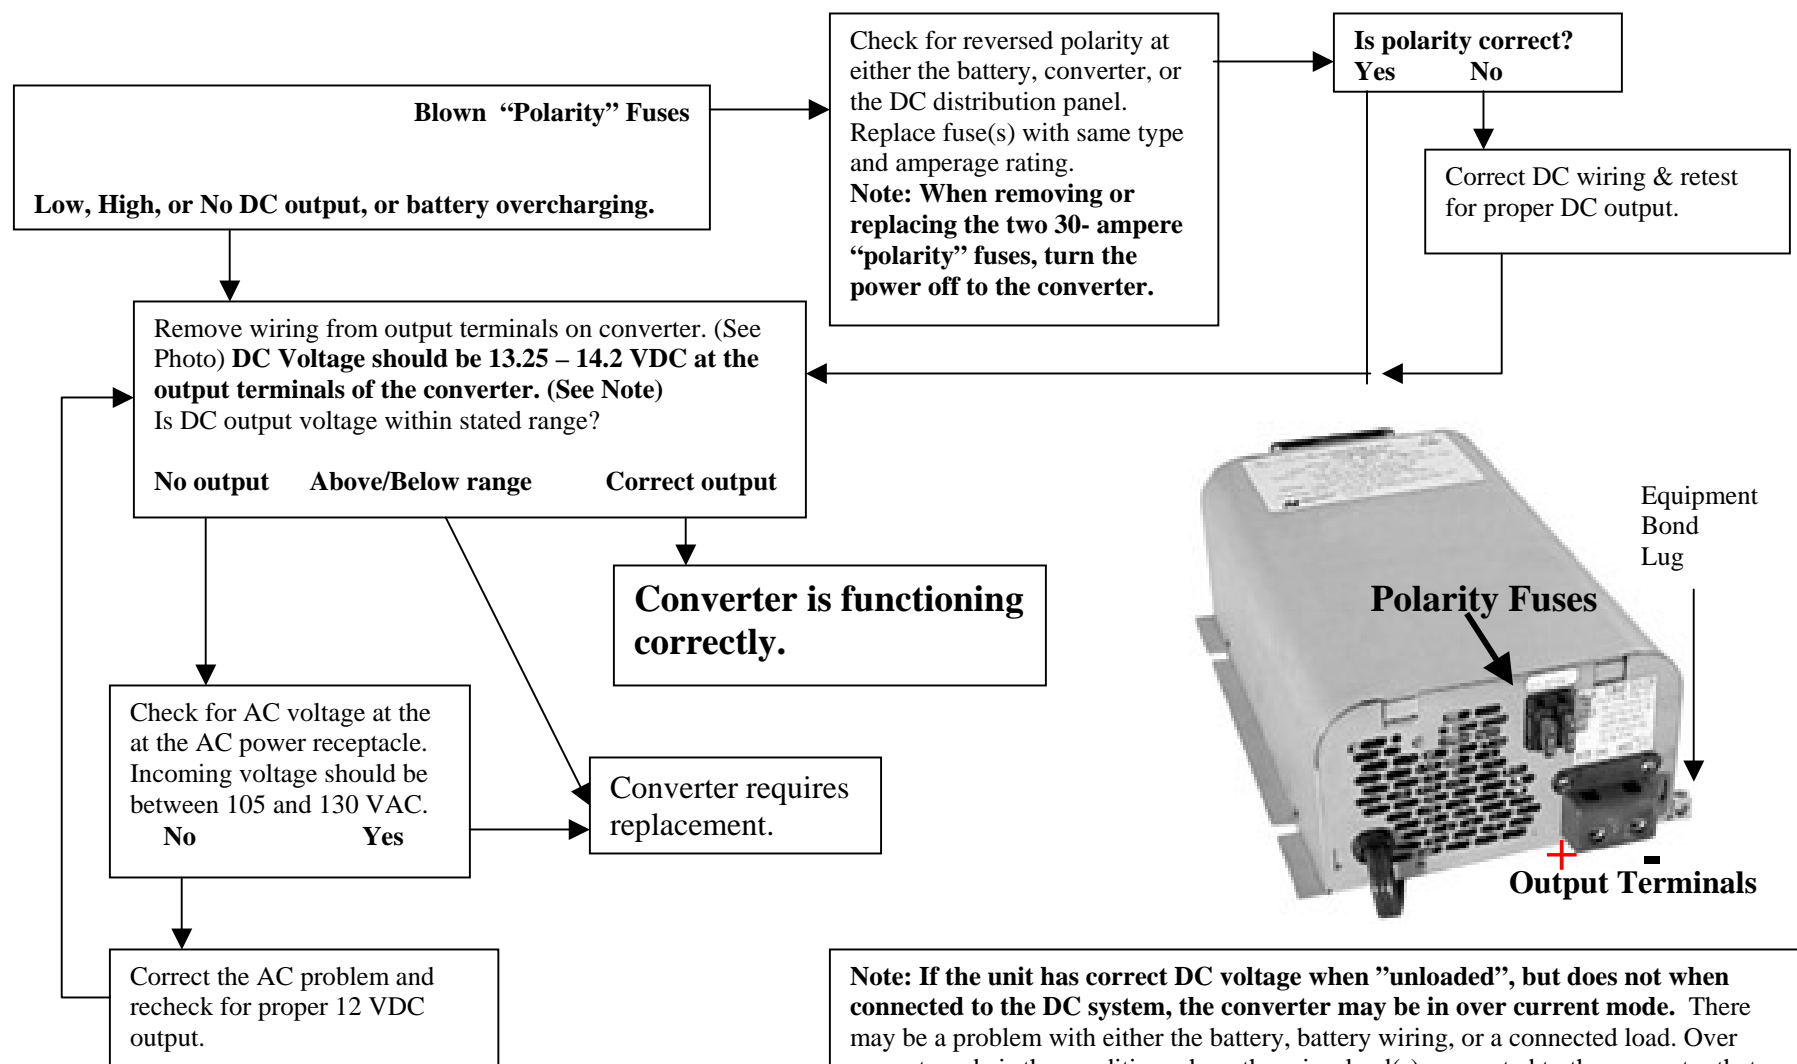 Blown “Polarity” Fuses
Low, High, or No DC output, or battery overcharging.
Check for reversed polarity at
either the battery, converter, or
the DC distribution panel.
Replace fuse(s) with same type
and amperage rating.
Note: When removing or
replacing the two 30- ampere
“polarity” fuses, turn the
power off to the converter.
Is polarity correct?
Yes No
Correct DC wiring & retest
for proper DC output.
Remove wiring from output terminals on converter. (See
Photo) DC Voltage should be 13.25 – 14.2 VDC at the
output terminals of the converter. (See Note)
Is DC output voltage within stated range?
No output Above/Below range Correct output
Converter is functioning
correctly.
Check for AC voltage at the
at the AC power receptacle.
Incoming voltage should be
between 105 and 130 VAC.
No Yes
Converter requires
replacement.
Correct the AC problem and
recheck for proper 12 VDC
output.
Equipment
Bond
Lug
Polarity Fuses
+ -
Output Terminals
Note: If the unit has correct DC voltage when ”unloaded”, but does not when
connected to the DC system, the converter may be in over current mode. There
may be a problem with either the battery, battery wiring, or a connected load. Over